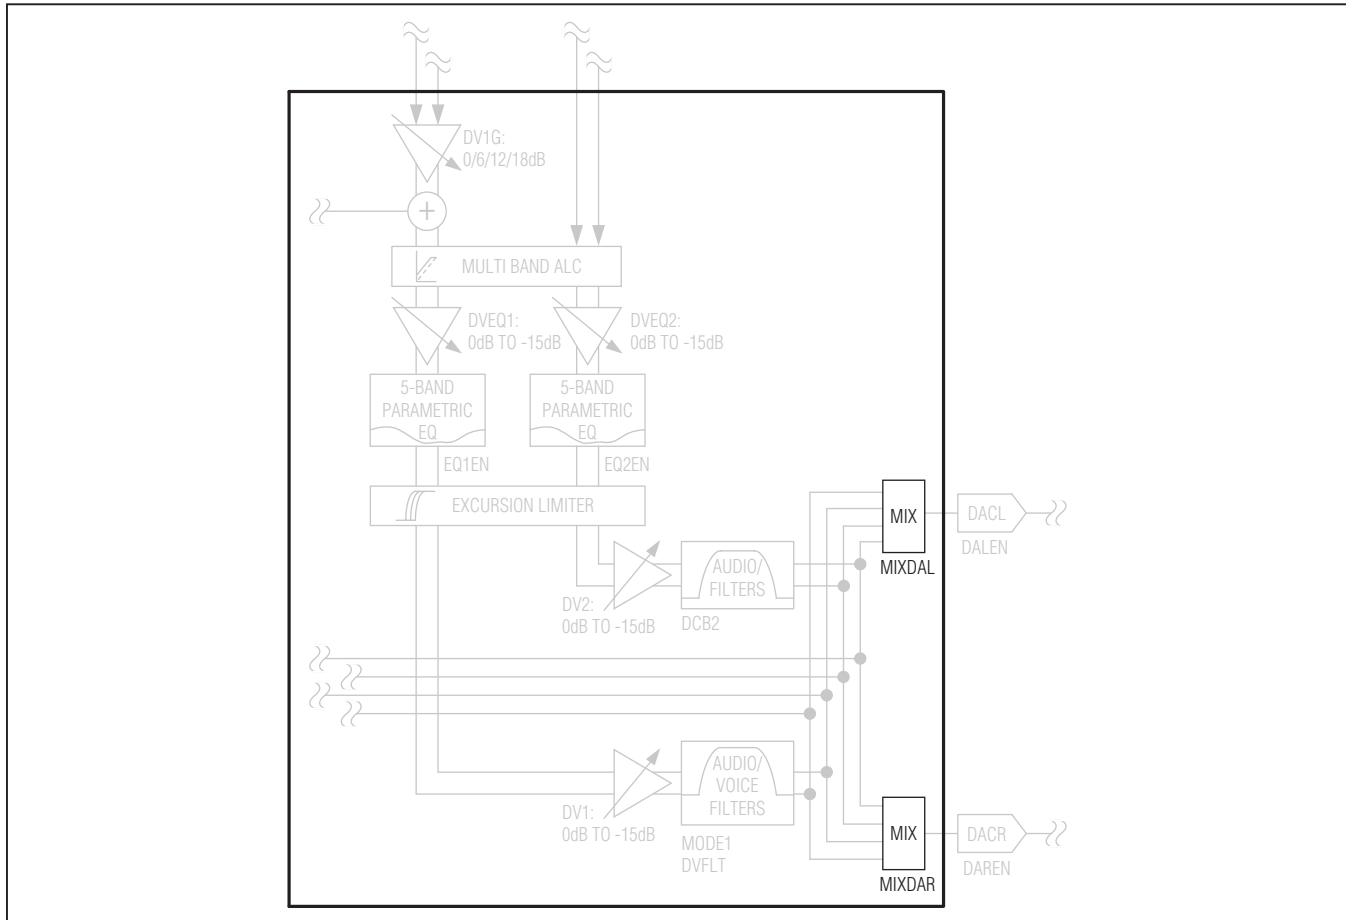 DV1G:
0/6/12/18dB
+
MULTI BAND ALC
DVEQ1:
0dB TO -15dB
DVEQ2:
0dB TO -15dB
5-BAND
PARAMETRIC
EQ
5-BAND
PARAMETRIC
EQ
EQ1EN
EQ2EN
EXCURSION LIMITER
MIX
MIXDAL
DACL
DALEN
AUDIO/
FILTERS
DV2:
0dB TO -15dB
DCB2
AUDIO/
VOICE
FILTERS
DV1:
0dB TO -15dB
MODE1
DVFLT
MIX
MIXDAR
DACR
DAREN